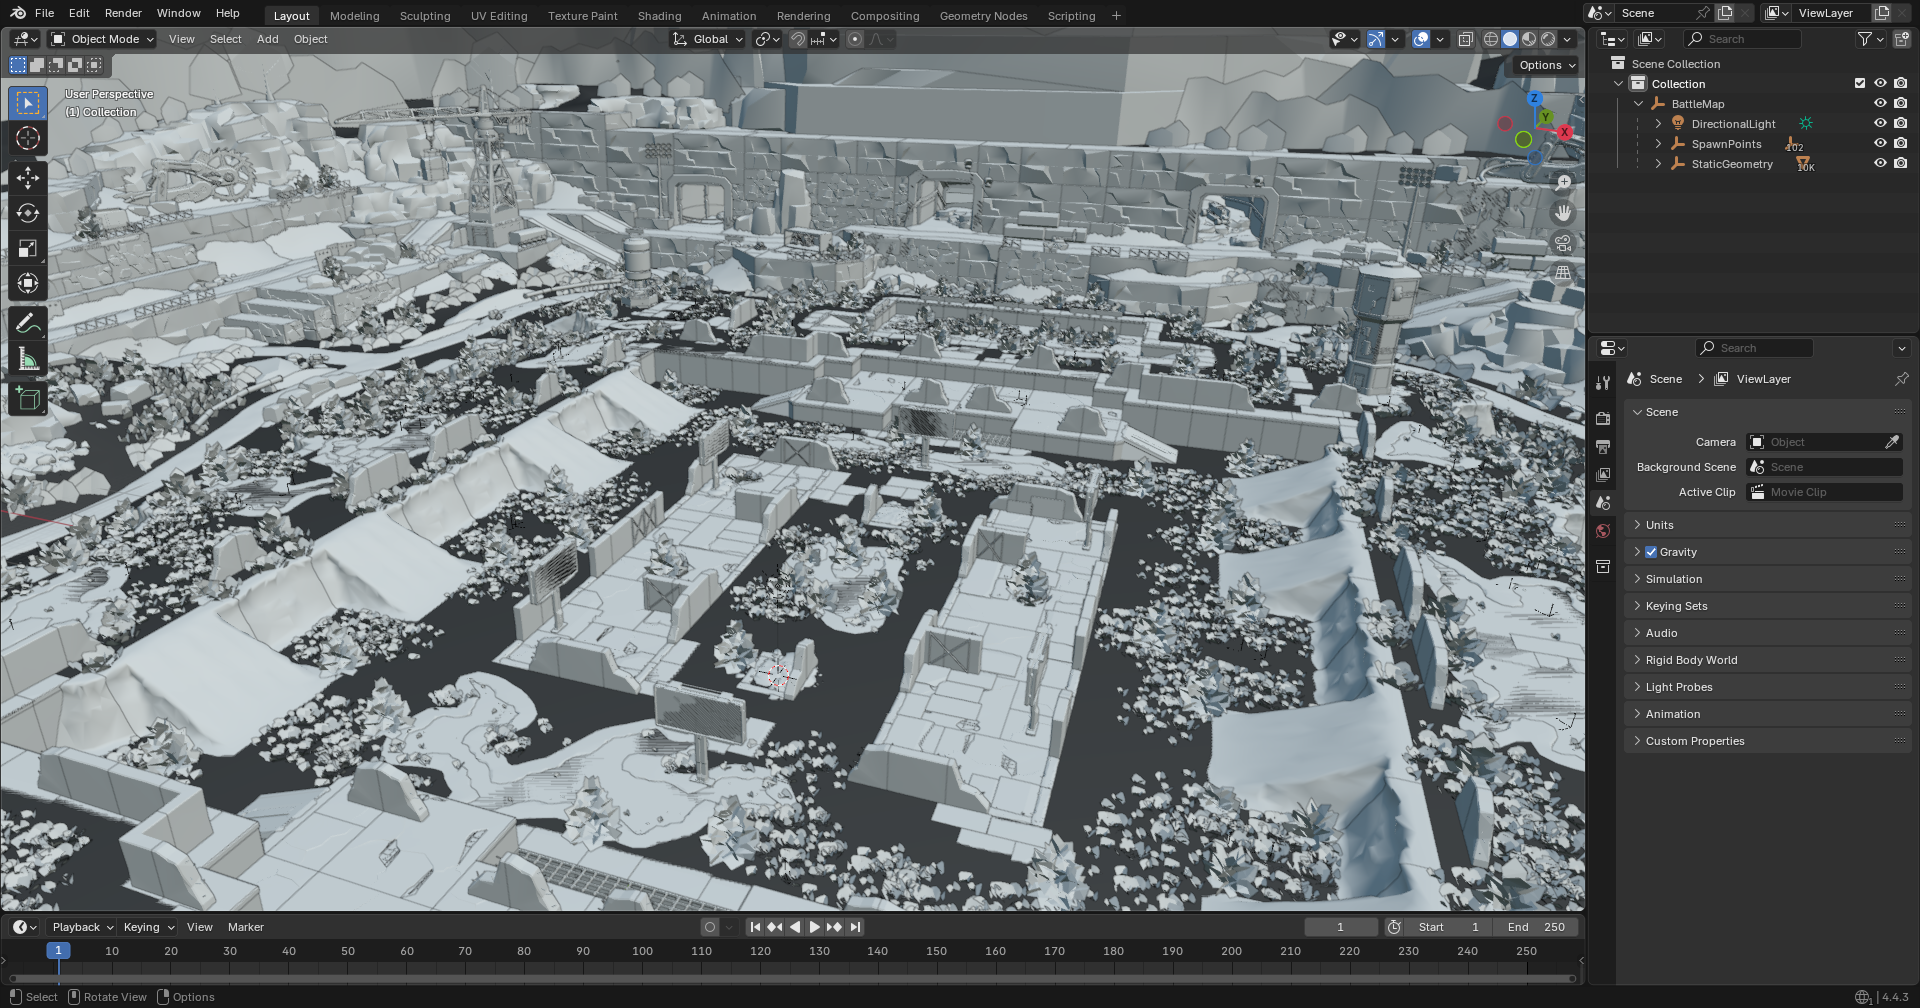 File Edit Render Window Help
Layout Modeling Sculpting UV Editing Texture Paint Shading Animation Rendering Compositing Geometry Nodes Scripting
Scene
ViewLayer
Object Mode View Select Add Object
Global
Search
Options
User Perspective
(1) Collection
Z
Y
X
Scene Collection
Collection
BattleMap
DirectionalLight
SpawnPoints 102
StaticGeometry 10K
Search
Scene > ViewLayer
Scene
Camera Object
Background Scene Scene
Active Clip Movie Clip
Units
Gravity
Simulation
Keying Sets
Audio
Rigid Body World
Light Probes
Animation
Custom Properties
Playback Keying View Marker
1 Start 1 End 250
1 10 20 30 40 50 60 70 80 90 100 110 120 130 140 150 160 170 180 190 200 210 220 230 240 250
Select Rotate View Options
4.4.3